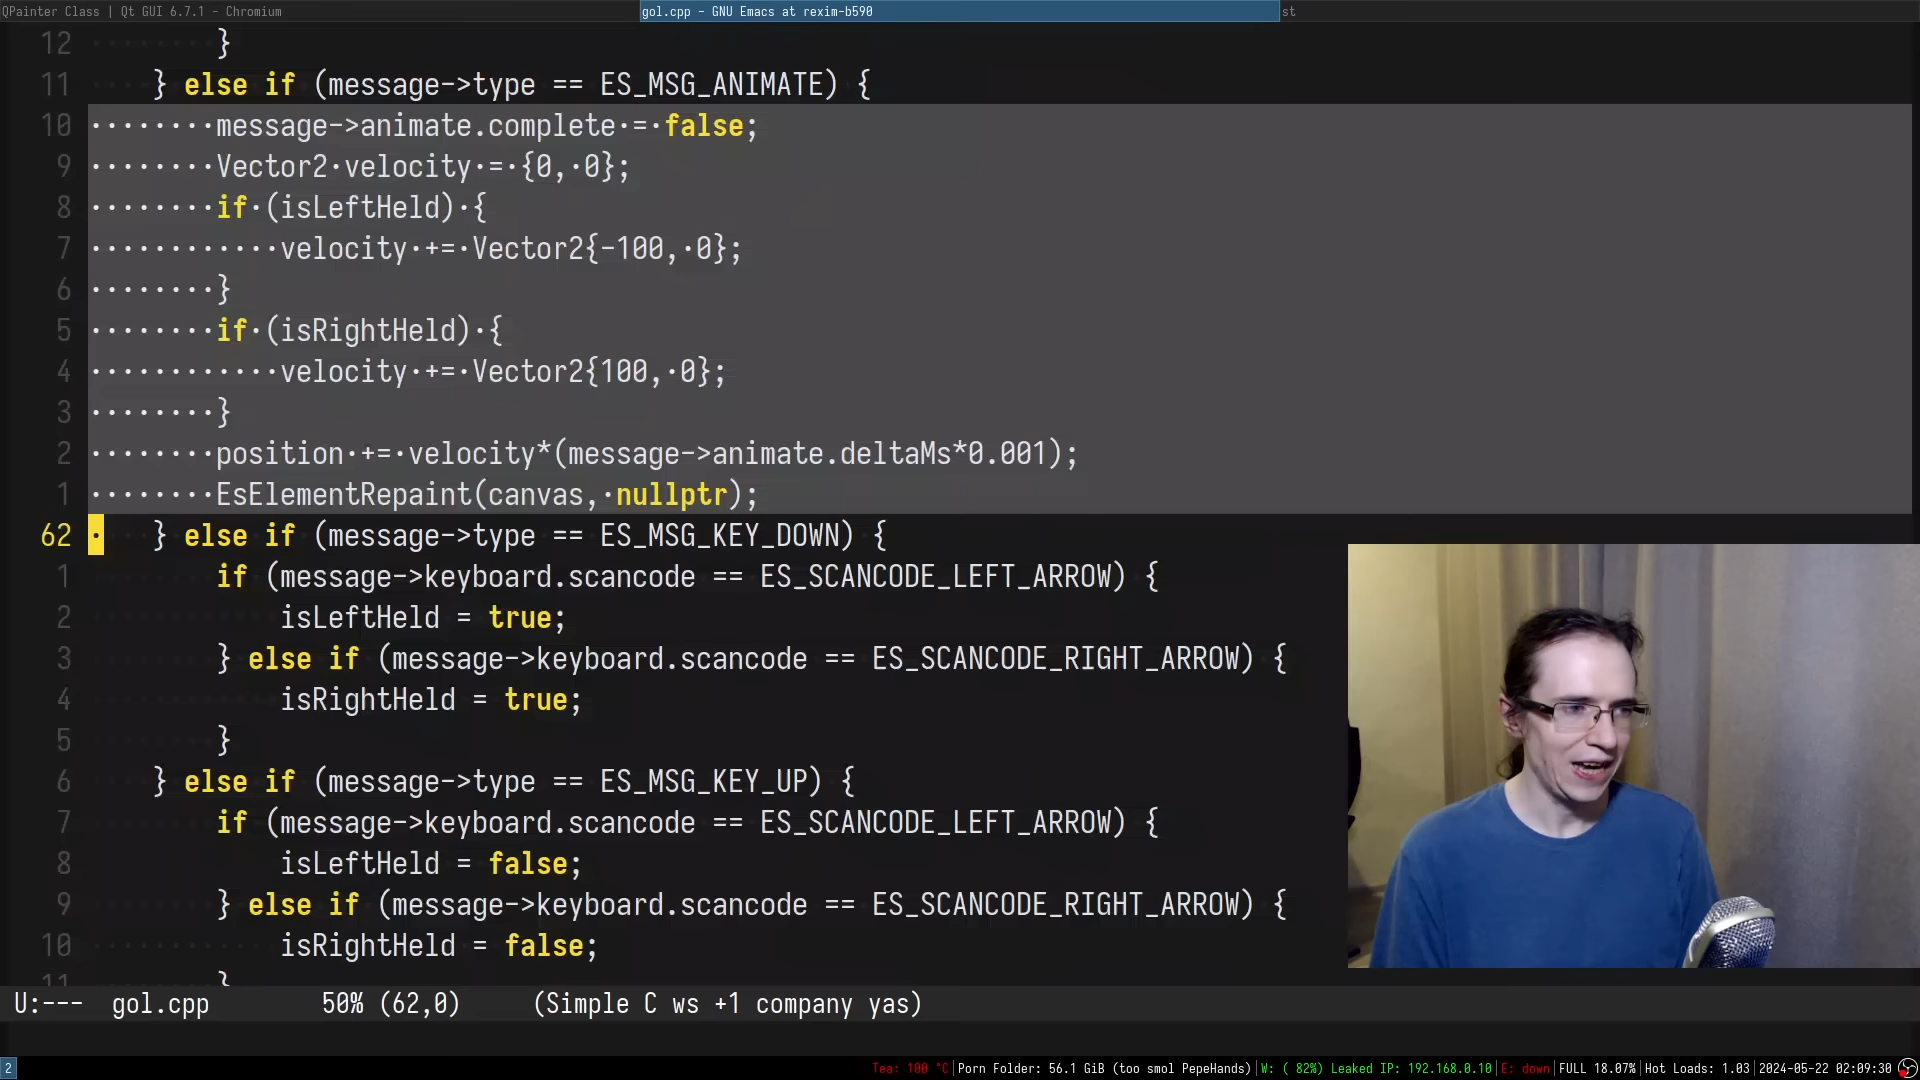 QPainter Class | Qt GUI 6.7.1 - Chromium
gol.cpp - GNU Emacs at rexim-b590
st
12 }
11 } else if (message->type == ES_MSG_ANIMATE) {
10 ········message->animate.complete·=·false;
9 ········Vector2·velocity·=·{0,·0};
8 ········if·(isLeftHeld)·{
7 ············velocity·+=·Vector2{-100,·0};
6 ········}
5 ········if·(isRightHeld)·{
4 ············velocity·+=·Vector2{100,·0};
3 ········}
2 ········position·+=·velocity*(message->animate.deltaMs*0.001);
1 ········EsElementRepaint(canvas,·nullptr);
62 · } else if (message->type == ES_MSG_KEY_DOWN) {
1 if (message->keyboard.scancode == ES_SCANCODE_LEFT_ARROW) {
2 isLeftHeld = true;
3 } else if (message->keyboard.scancode == ES_SCANCODE_RIGHT_ARROW) {
4 isRightHeld = true;
5 }
6 } else if (message->type == ES_MSG_KEY_UP) {
7 if (message->keyboard.scancode == ES_SCANCODE_LEFT_ARROW) {
8 isLeftHeld = false;
9 } else if (message->keyboard.scancode == ES_SCANCODE_RIGHT_ARROW) {
10 isRightHeld = false;
11 }
U:--- gol.cpp 50% (62,0) (Simple C ws +1 company yas)
2
Tea: 100 °C|Porn Folder: 56.1 GiB (too smol PepeHands)|W: ( 82%) Leaked IP: 192.168.0.10|E: down|FULL 18.07%|Hot Loads: 1.03|2024-05-22 02:09:30